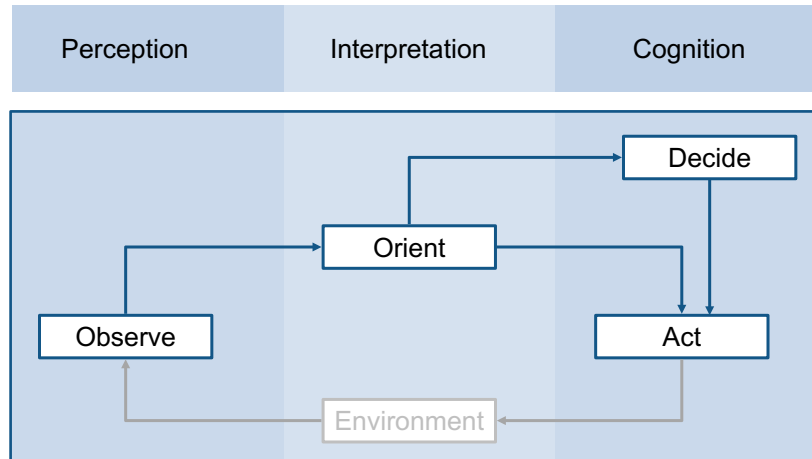 Perception
Interpretation
Cognition
Decide
Orient
Observe
Act
Environment